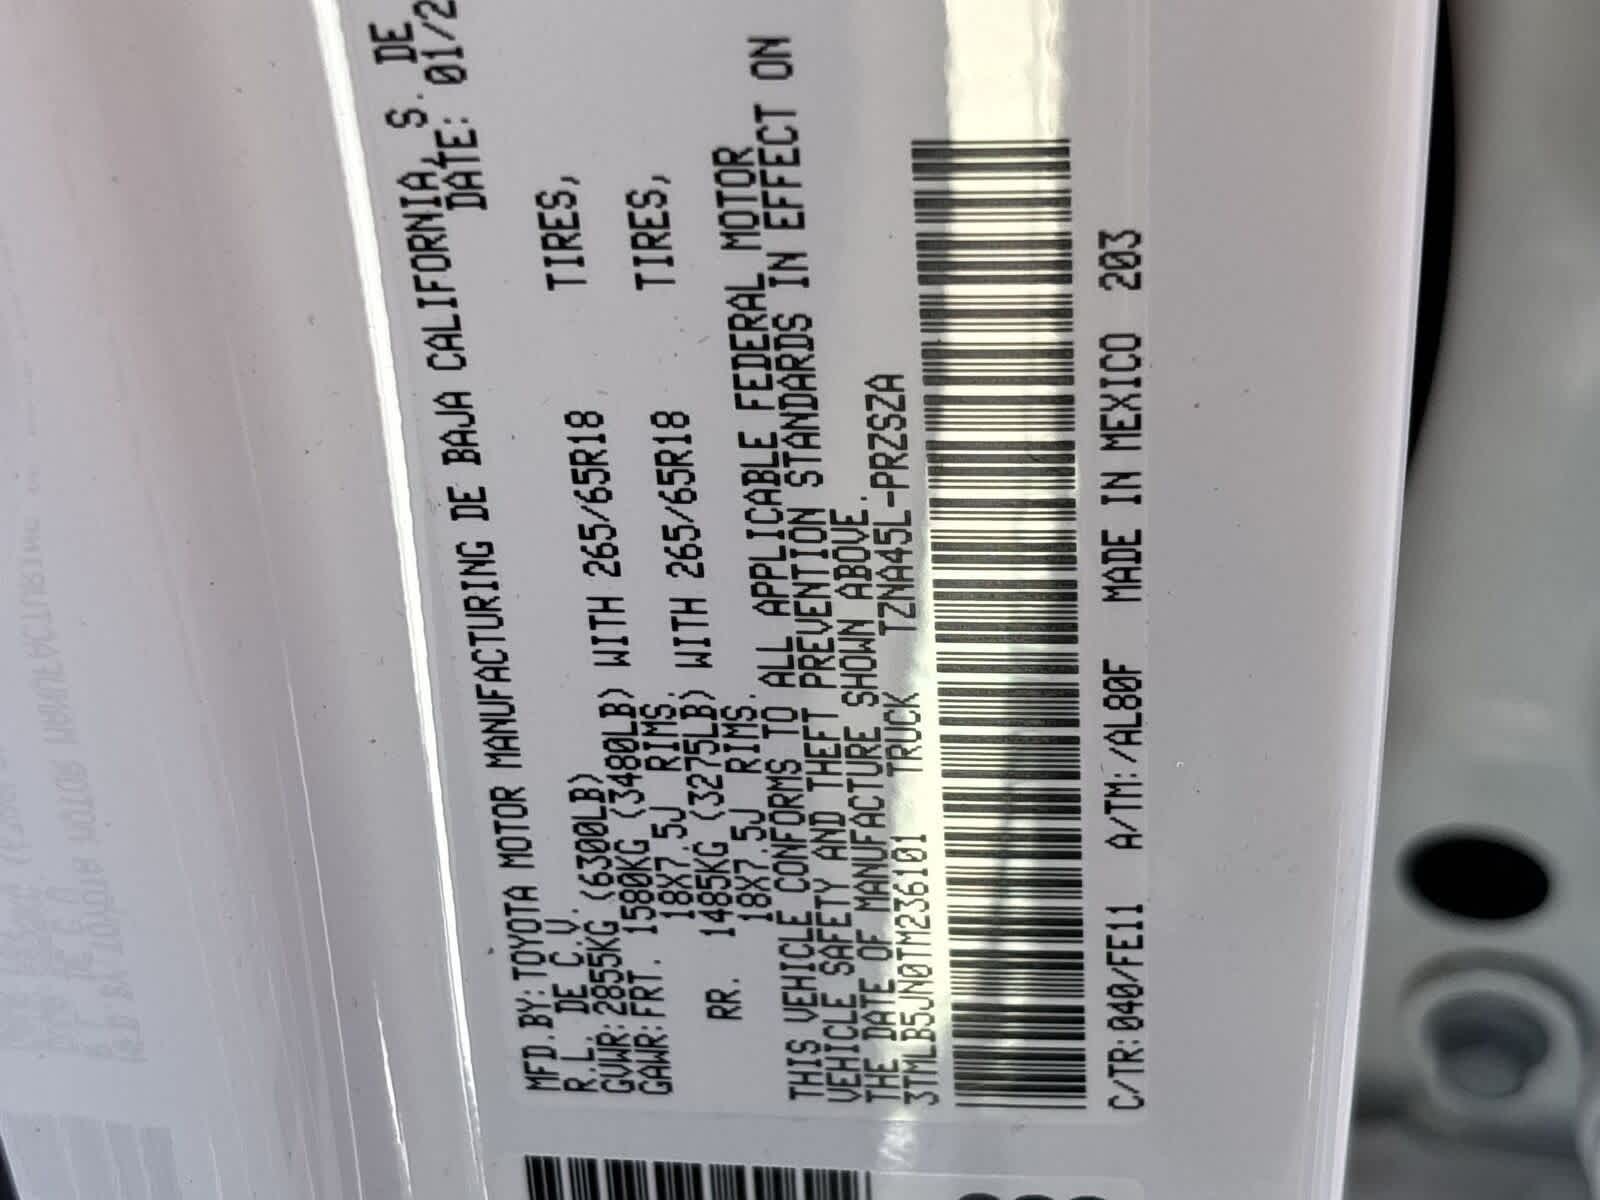 MFD.BY:TOYOTA MOTOR MANUFACTURING DE BAJA CALIFORNIA, S. DE
R.L. DE C.V. DATE: 01/2
GVWR:2855KG (6300LB)
GAWR:FRT. 1580KG (3480LB) WITH 265/65R18 TIRES,
18X7.5J RIMS.
RR. 1485KG (3275LB) WITH 265/65R18 TIRES,
18X7.5J RIMS.
THIS VEHICLE CONFORMS TO ALL APPLICABLE FEDERAL MOTOR
VEHICLE SAFETY AND THEFT PREVENTION STANDARDS IN EFFECT ON
THE DATE OF MANUFACTURE SHOWN ABOVE.
3TMLB5JN0TM236101 TRUCK TZNA45L-PRZSZA
C/TR:040/FE11 A/TM:/AL80F MADE IN MEXICO 203